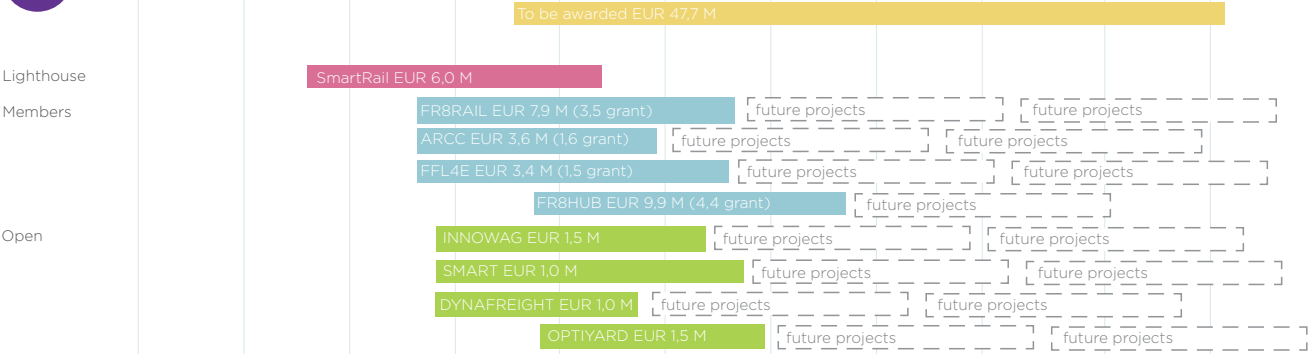 To be awarded EUR 47,7 M
Lighthouse SmartRail EUR 6,0 M
Members FR8RAIL EUR 7,9 M (3,5 grant) future projects future projects
ARCC EUR 3,6 M (1,6 grant) future projects future projects
FFL4E EUR 3,4 M (1,5 grant) future projects future projects
FR8HUB EUR 9,9 M (4,4 grant) future projects
Open INNOWAG EUR 1,5 M future projects future projects
SMART EUR 1,0 M future projects future projects
DYNAFREIGHT EUR 1,0 M future projects future projects
OPTIYARD EUR 1,5 M future projects future projects